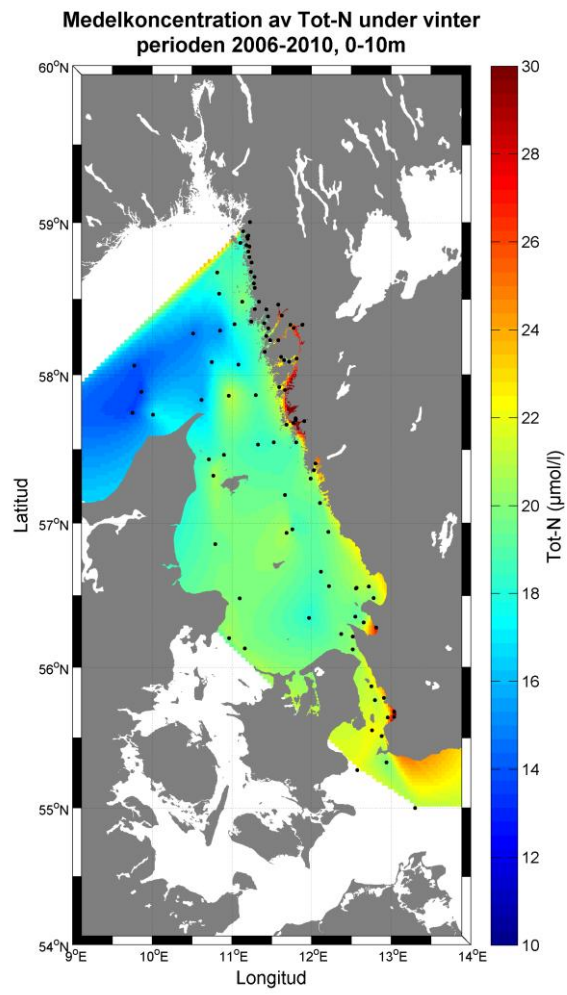 Medelkoncentration av Tot-N under vinter
perioden 2006-2010, 0-10m
60°N
59°N
58°N
57°N
56°N
55°N
54°N
9°E 10°E 11°E 12°E 13°E 14°E
Latitud
Longitud
30
28
26
24
22
20
18
16
14
12
10
Tot-N (µmol/l)